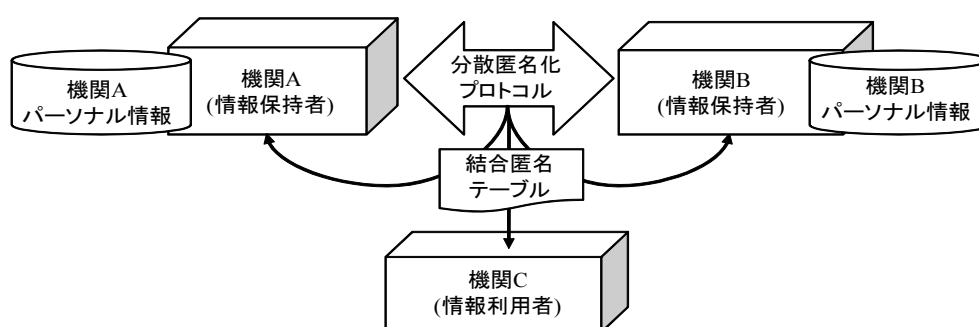 機関A
パーソナル情報
機関A
(情報保持者)
分散匿名化
プロトコル
機関B
(情報保持者)
機関B
パーソナル情報
結合匿名
テーブル
機関C
(情報利用者)